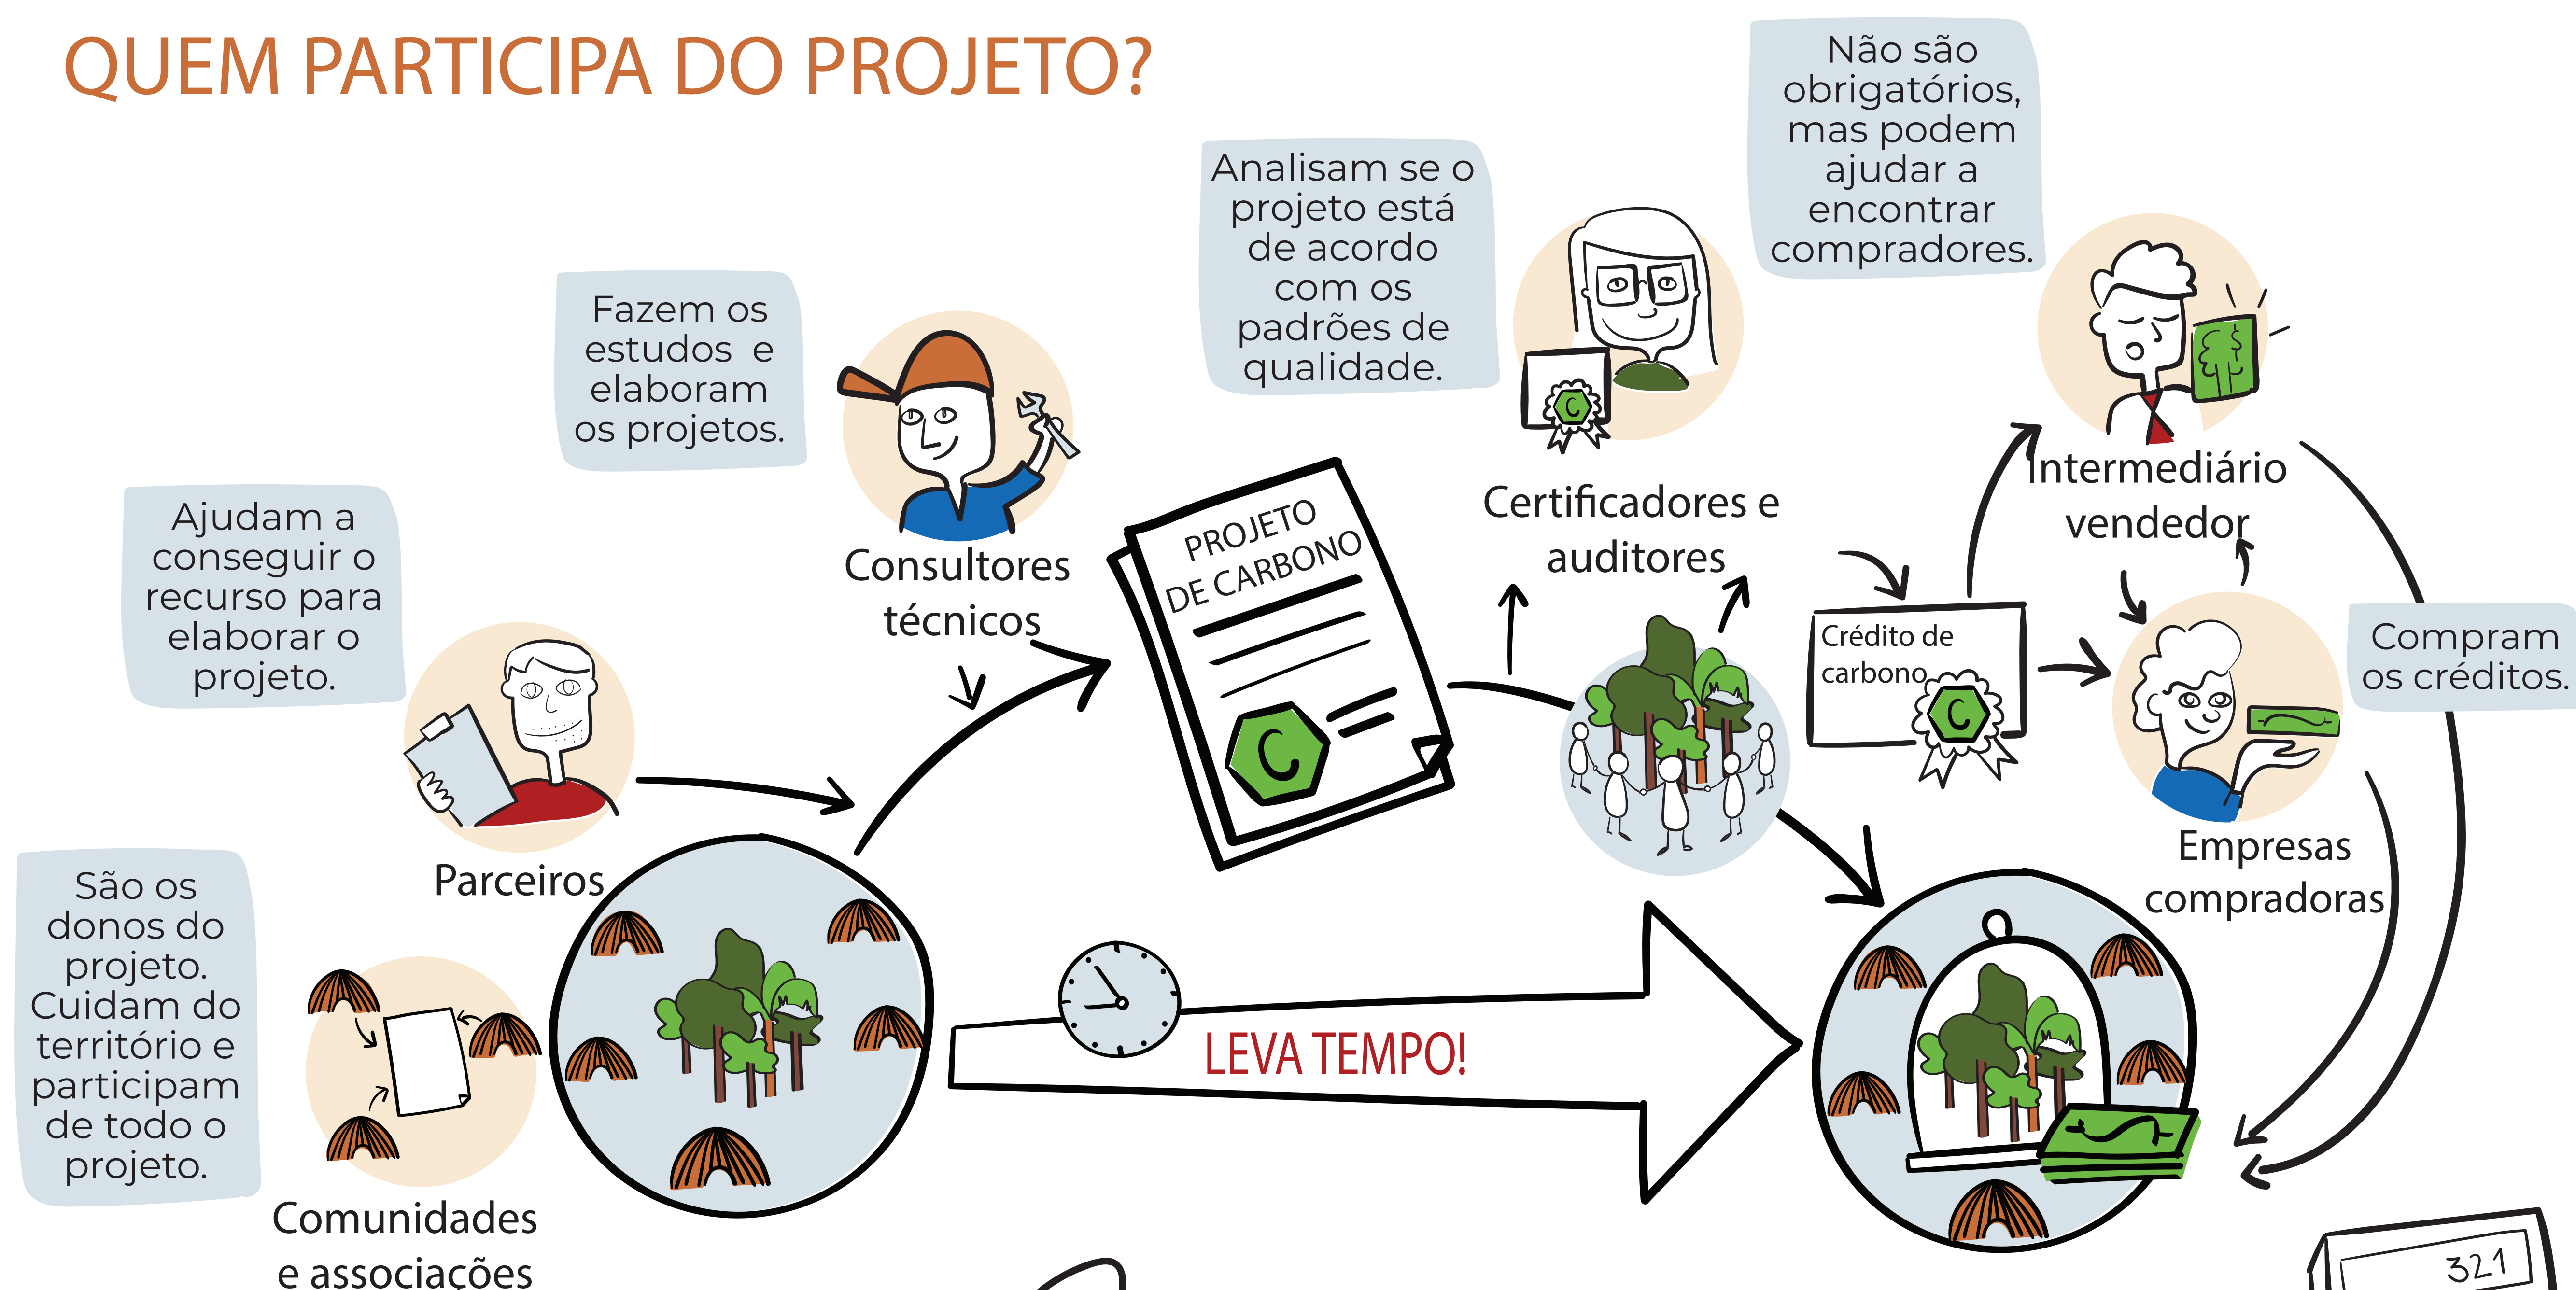 QUEM PARTICIPA DO PROJETO?
São os
donos do
projeto.
Cuidam do
território e
participam
de todo o
projeto.
Comunidades
e associações
Ajudam a
conseguir o
recurso para
elaborar o
projeto.
Parceiros
Fazem os
estudos e
elaboram
os projetos.
Consultores
técnicos
PROJETO
DE CARBONO
C
Analisam se o
projeto está
de acordo
com os
padrões de
qualidade.
C
Certificadores e
auditores
Crédito de
carbono
C
Não são
obrigatórios,
mas podem
ajudar a
encontrar
compradores.
Intermediário
vendedor
Compram
os créditos.
Empresas
compradoras
LEVA TEMPO!
321